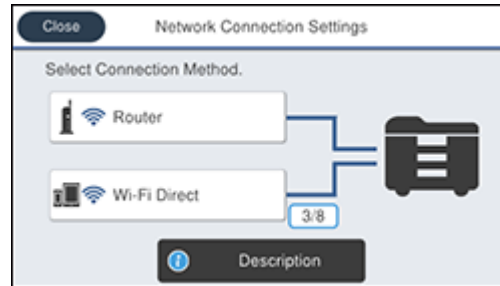 Close
Network Connection Settings
Select Connection Method.
Router
Wi-Fi Direct
3/8
i
Description